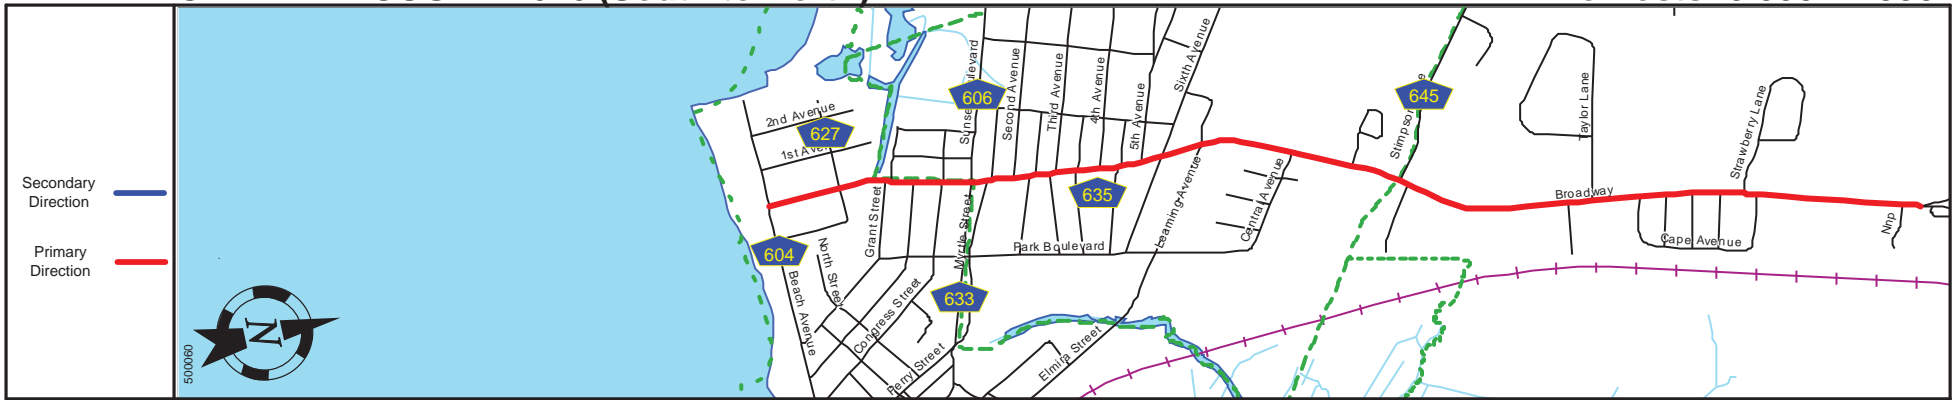 Secondary
Direction
Primary
Direction
500060
N
2nd Avenue
627
1st Ave
604
Beach Avenue
North Street
Grant Street
Congress Street
Perry Street
606
Second Avenue
Third Avenue
4th Avenue
5th Avenue
Sixth Avenue
635
Myrtle Street
633
Park Boulevard
Elmira Street
Leaming Avenue
Central Avenue
645
Taylor Lane
Strawberry Lane
Broadway
Cape Avenue
Nnp